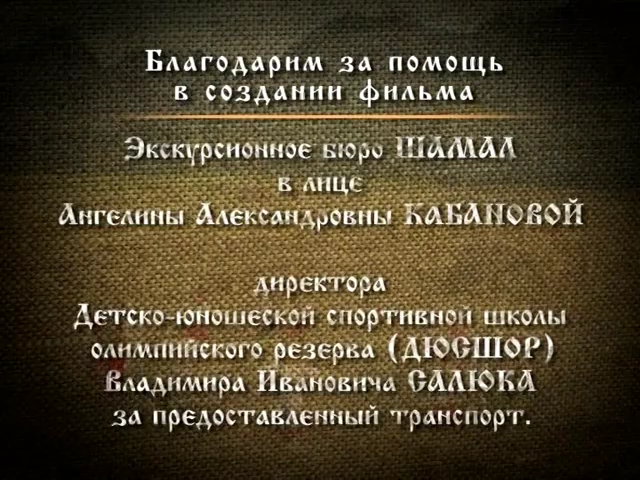 Благодарим за помощь
в создании фильма
Экскурсионное бюро ШАМАЛ
в лице
Ангелины Александровны КАБАНОВОЙ
директора
Детско-юношеской спортивной школы
олимпийского резерва (ДЮСШОР)
Владимира Ивановича САЛЮКА
за предоставленный транспорт.